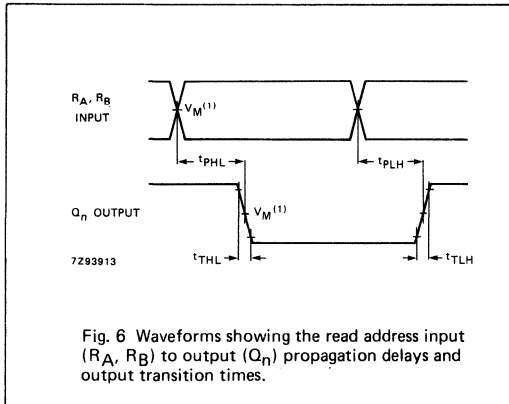 R_A, R_B
INPUT
V_M(1)
t_PHL
t_PLH
Q_n OUTPUT
V_M(1)
7Z93913
t_THL
t_TLH
Fig. 6 Waveforms showing the read address input
(R_A, R_B) to output (Q_n) propagation delays and
output transition times.